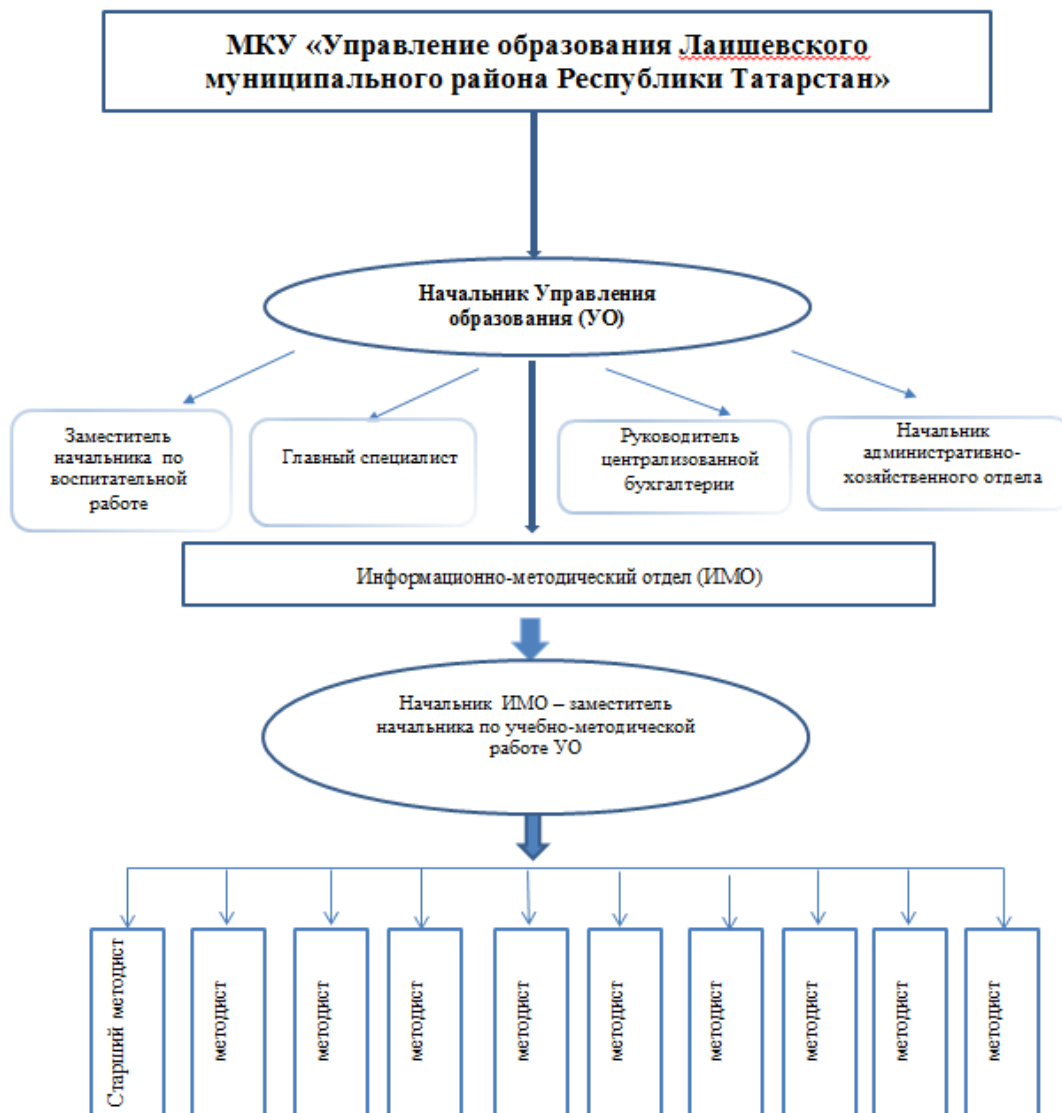 МКУ «Управление образования Лаишевского
муниципального района Республики Татарстан»
Начальник Управления
образования (УО)
Заместитель
начальника по
воспитательной
работе
Главный специалист
Руководитель
централизованной
бухгалтерии
Начальник
административно-
хозяйственного отдела
Информационно-методический отдел (ИМО)
Начальник ИМО – заместитель
начальника по учебно-методической
работе УО
Старший методист
методист
методист
методист
методист
методист
методист
методист
методист
методист